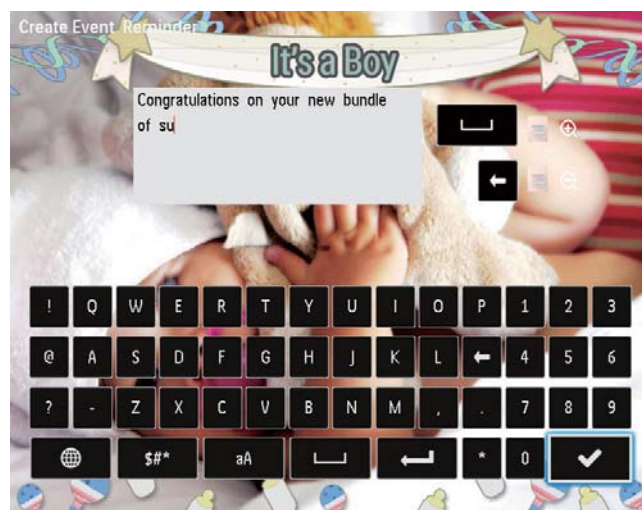 Create Event Reminder
It's a Boy
Congratulations on your new bundle
of su
! Q W E R T Y U I O P 1 2 3
@ A S D F G H J K L 4 5 6
? - Z X C V B N M , . 7 8 9
$#* aA * 0